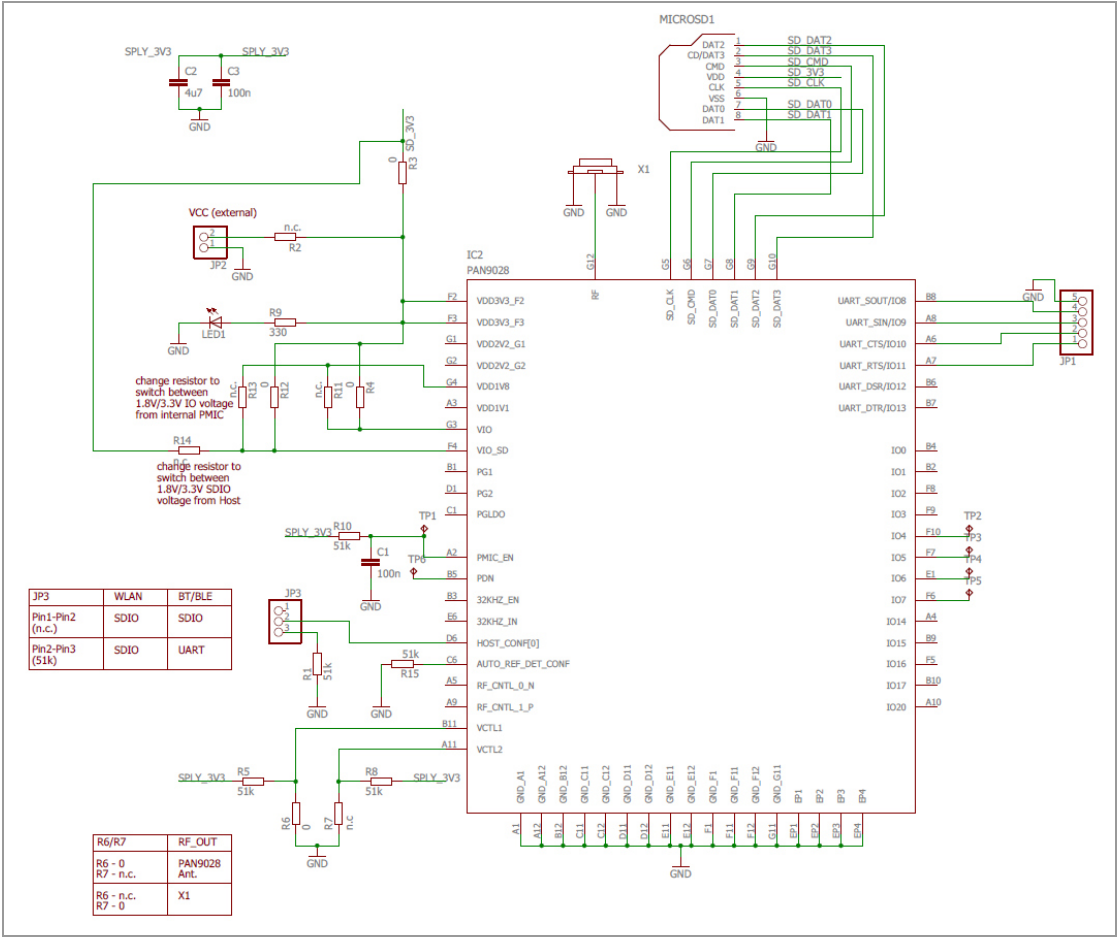 MICROSD1
SPLY_3V3
SPLY_3V3
C2
4u7
C3
100n
GND
DAT2 1 SD_DAT2
CD/DAT3 2 SD_DAT3
CMD 3 SD_CMD
VDD 4 SD_3V3
CLK 5 SD_CLK
VSS 6
DAT0 7 SD_DAT0
DAT1 8 SD_DAT1
GND
SD_3V3
0
R3
X1
GND
GND
VCC (external)
2
1
JP2
GND
n.c.
R2
IC2
PAN9028
G12
RF
G5
SD_CLK
G6
SD_CMD
G7
SD_DAT0
G8
SD_DAT1
G9
SD_DAT2
G10
SD_DAT3
LED1
GND
R9
330
F2 VDD3V3_F2
F3 VDD3V3_F3
G1 VDD2V2_G1
G2 VDD2V2_G2
G4 VDD1V8
A3 VDD1V1
G3 VIO
F4 VIO_SD
B1 PG1
D1 PG2
C1 PGLDO
A2 PMIC_EN
B5 PDN
B3 32KHZ_EN
E6 32KHZ_IN
D6 HOST_CONF[0]
C6 AUTO_REF_DET_CONF
A5 RF_CNTL_0_N
A9 RF_CNTL_1_P
B11 VCTL1
A11 VCTL2
UART_SOUT/IO8 B8
UART_SIN/IO9 A8
UART_CTS/IO10 A6
UART_RTS/IO11 A7
UART_DSR/IO12 B6
UART_DTR/IO13 B7
IO0 B4
IO1 B2
IO2 F8
IO3 F9
IO4 F10
IO5 F7
IO6 E1
IO7 F6
IO14 A4
IO15 B9
IO16 F5
IO17 B10
IO20 A10
GND
5
4
3
2
1
JP1
TP2
TP3
TP4
TP5
change resistor to
switch between
1.8V/3.3V IO voltage
from internal PMIC
n.c.
R13
0
R12
n.c.
R11
0
R4
R14
n.c.
change resistor to
switch between
1.8V/3.3V SDIO
voltage from Host
SPLY_3V3
R10
51k
TP1
C1
100n
GND
TP6
JP3
1
2
3
R1
51k
GND
51k
R15
GND
JP3 WLAN BT/BLE
Pin1-Pin2
(n.c.) SDIO SDIO
Pin2-Pin3
(51k) SDIO UART
SPLY_3V3
R5
51k
R8
51k
SPLY_3V3
R6
0
R7
n.c
GND
R6/R7 RF_OUT
R6 - 0 PAN9028
R7 - n.c. Ant.
R6 - n.c. X1
R7 - 0
GND_A1
GND_A12
GND_B12
GND_C11
GND_C12
GND_D11
GND_D12
GND_E11
GND_E12
GND_F1
GND_F11
GND_F12
GND_G11
EP1
EP2
EP3
EP4
A1
A12
B12
C11
C12
D11
D12
E11
E12
F1
F11
F12
G11
EP1
EP2
EP3
EP4
GND